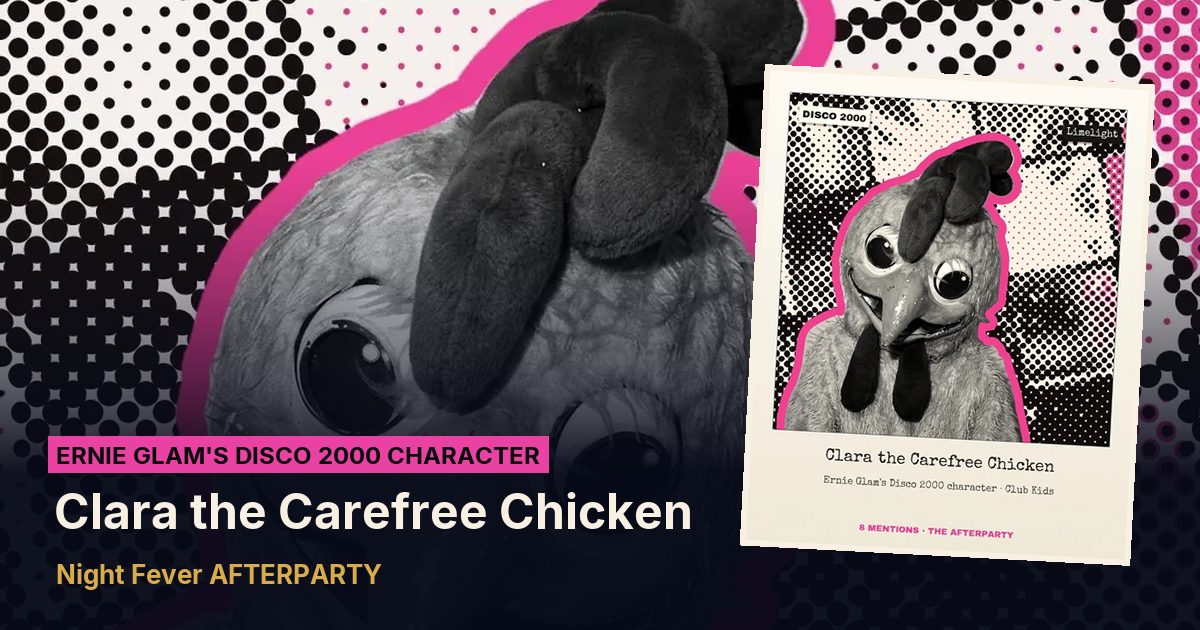 ERNIE GLAM'S DISCO 2000 CHARACTER
Clara the Carefree Chicken
Night Fever AFTERPARTY
DISCO 2000
Limelight
Clara the Carefree Chicken
Ernie Glam's Disco 2000 character · Club Kids
8 MENTIONS · THE AFTERPARTY